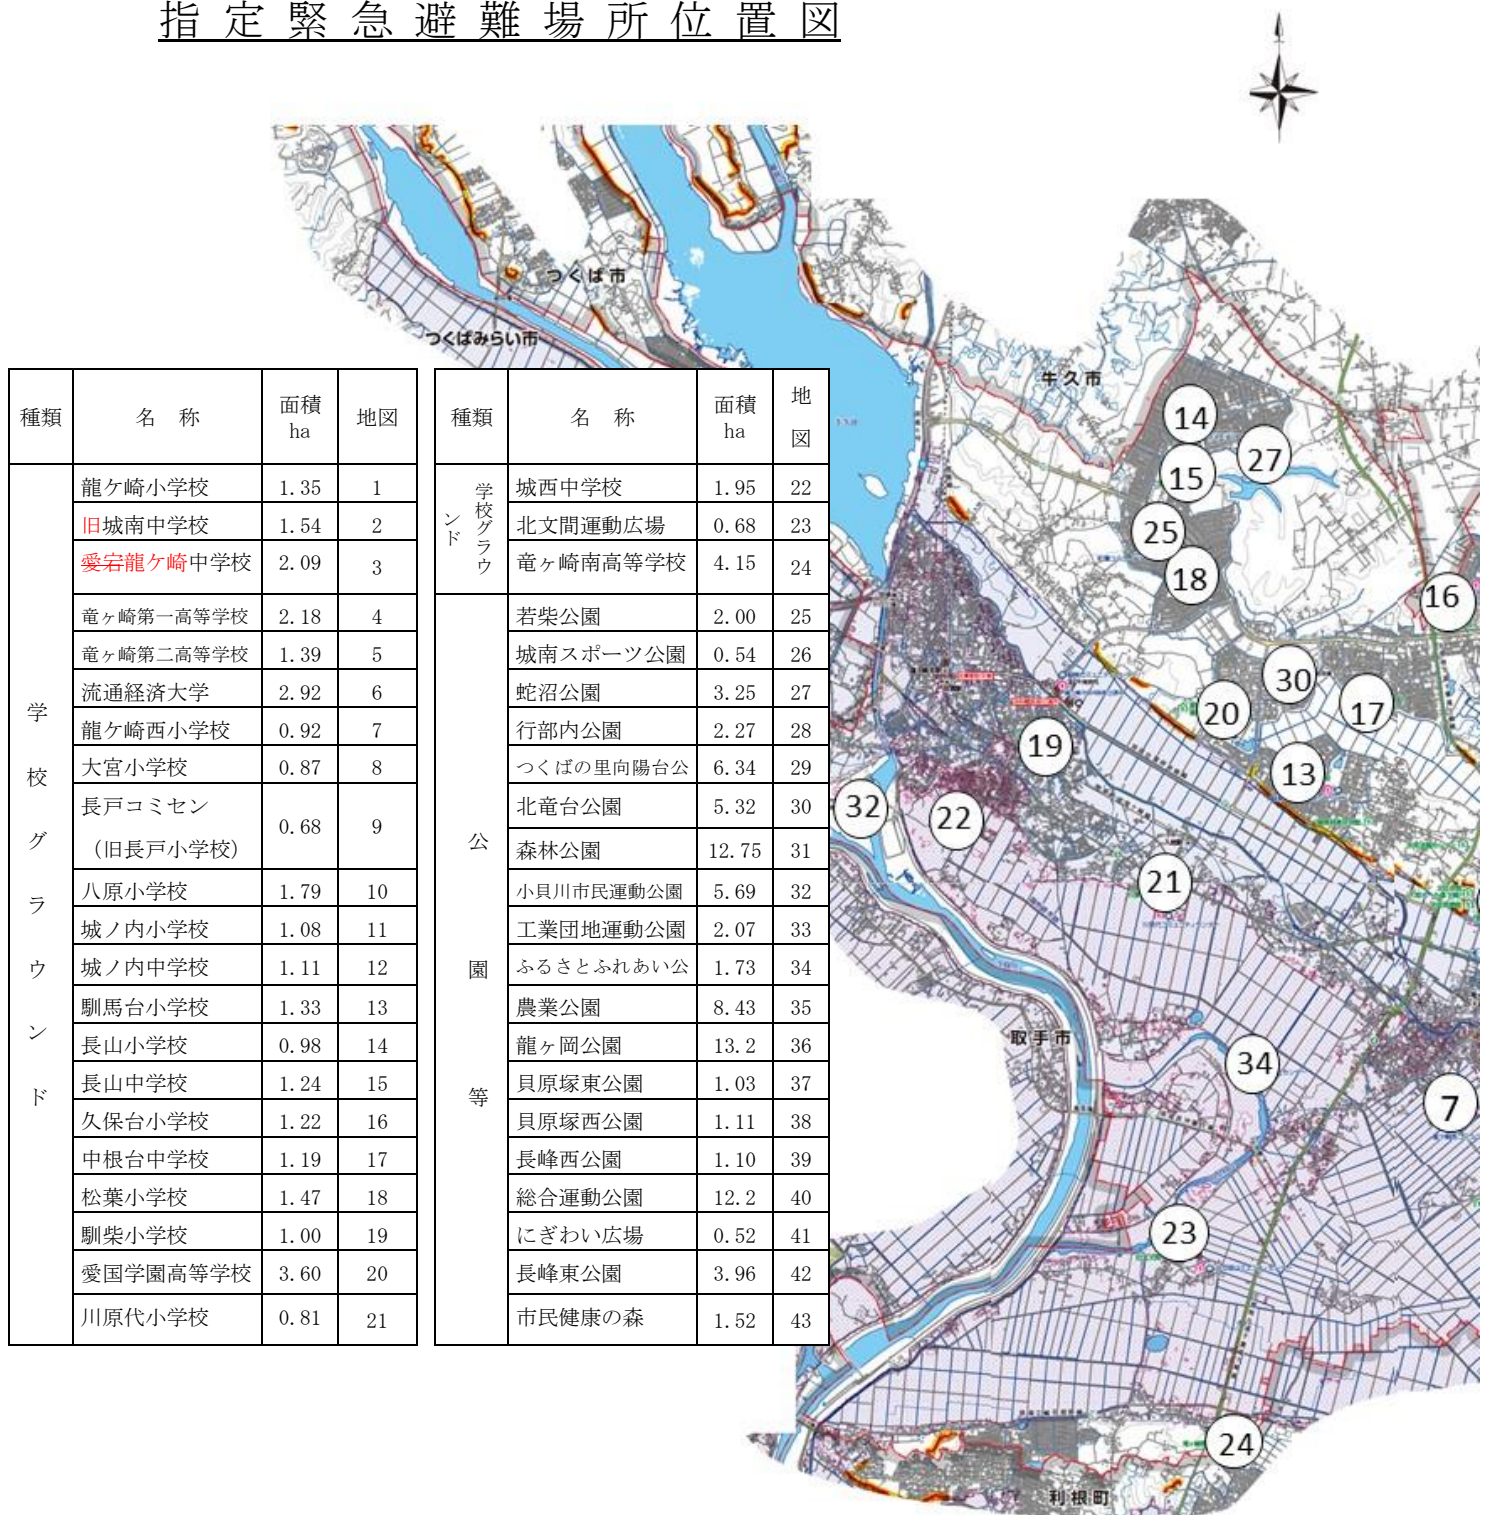 指定緊急避難場所位置図
種類 名 称 面積 ha 地図
学校グラウンド
龍ケ崎小学校 1.35 1
旧城南中学校 1.54 2
愛宕龍ケ崎中学校 2.09 3
竜ヶ崎第一高等学校 2.18 4
竜ヶ崎第二高等学校 1.39 5
流通経済大学 2.92 6
龍ケ崎西小学校 0.92 7
大宮小学校 0.87 8
長戸コミセン
（旧長戸小学校） 0.68 9
八原小学校 1.79 10
城ノ内小学校 1.08 11
城ノ内中学校 1.11 12
馴馬台小学校 1.33 13
長山小学校 0.98 14
長山中学校 1.24 15
久保台小学校 1.22 16
中根台中学校 1.19 17
松葉小学校 1.47 18
馴柴小学校 1.00 19
愛国学園高等学校 3.60 20
川原代小学校 0.81 21
種類 名 称 面積 ha 地図
学校グラウンド
城西中学校 1.95 22
北文間運動広場 0.68 23
竜ヶ崎南高等学校 4.15 24
公園等
若柴公園 2.00 25
城南スポーツ公園 0.54 26
蛇沼公園 3.25 27
行部内公園 2.27 28
つくばの里向陽台公 6.34 29
北竜台公園 5.32 30
森林公園 12.75 31
小貝川市民運動公園 5.69 32
工業団地運動公園 2.07 33
ふるさとふれあい公 1.73 34
農業公園 8.43 35
龍ヶ岡公園 13.2 36
貝原塚東公園 1.03 37
貝原塚西公園 1.11 38
長峰西公園 1.10 39
総合運動公園 12.2 40
にぎわい広場 0.52 41
長峰東公園 3.96 42
市民健康の森 1.52 43
つくば市
つくばみらい市
牛久市
14
27
15
25
18
16
30
20
17
19
13
32
22
21
取手市
34
7
23
24
利根町